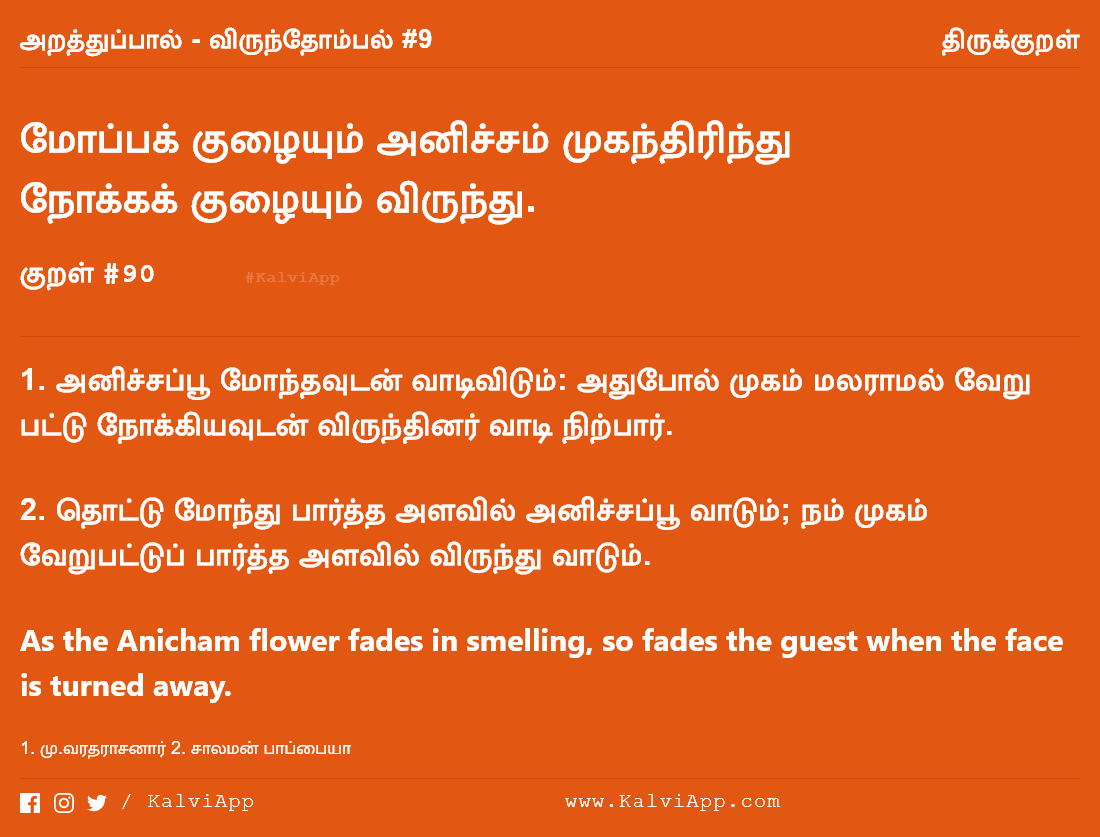 அறத்துப்பால் - விருந்தோம்பல் #9
திருக்குறள்
மோப்பக் குழையும் அனிச்சம் முகந்திரிந்து
நோக்கக் குழையும் விருந்து.
குறள் #90
#KalviApp
1. அனிச்சப்பூ மோந்தவுடன் வாடிவிடும்: அதுபோல் முகம் மலராமல் வேறு
பட்டு நோக்கியவுடன் விருந்தினர் வாடி நிற்பார்.
2. தொட்டு மோந்து பார்த்த அளவில் அனிச்சப்பூ வாடும்; நம் முகம்
வேறுபட்டுப் பார்த்த அளவில் விருந்து வாடும்.
As the Anicham flower fades in smelling, so fades the guest when the face
is turned away.
1. மு.வரதராசனார் 2. சாலமன் பாப்பையா
/ KalviApp
www.KalviApp.com